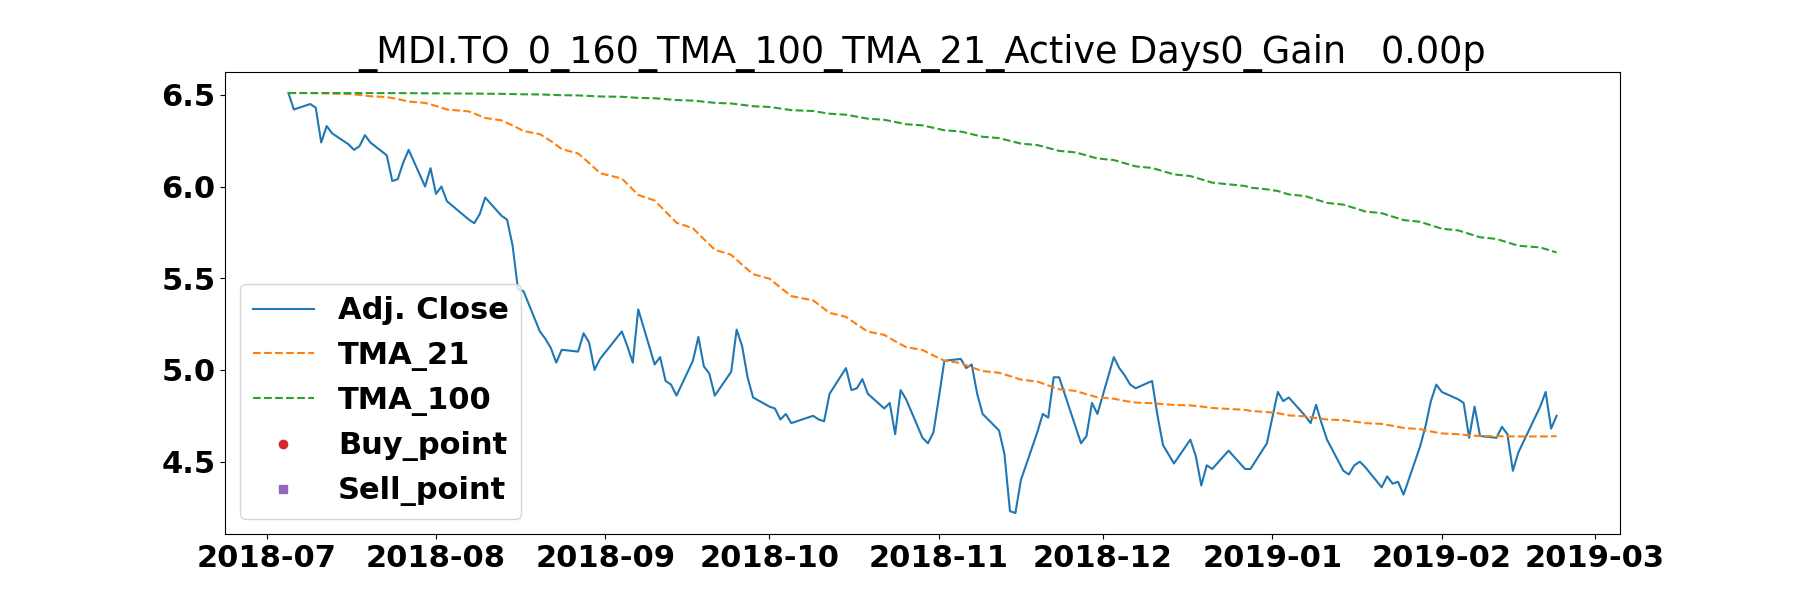 _MDI.TO_0_160_TMA_100_TMA_21_Active Days0_Gain   0.00p
6.5
6.0
5.5
5.0
4.5
Adj. Close
TMA_21
TMA_100
Buy_point
Sell_point
2018-07 2018-08 2018-09 2018-10 2018-11 2018-12 2019-01 2019-02 2019-03